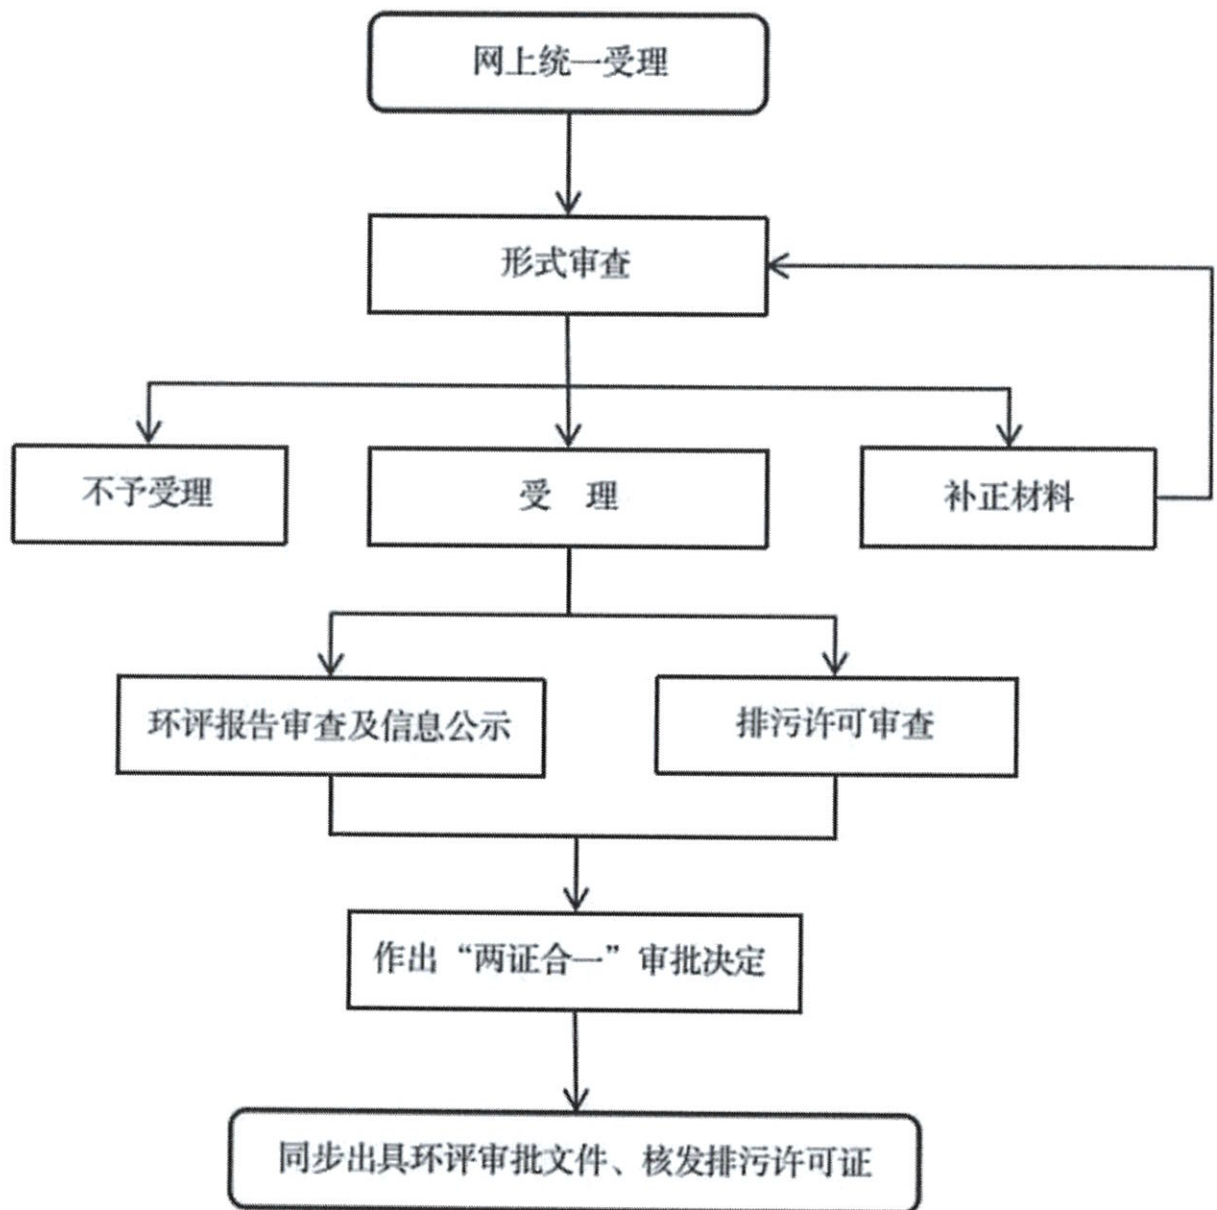 网上统一受理
形式审查
不予受理
受 理
补正材料
环评报告审查及信息公示
排污许可审查
作出“两证合一”审批决定
同步出具环评审批文件、核发排污许可证